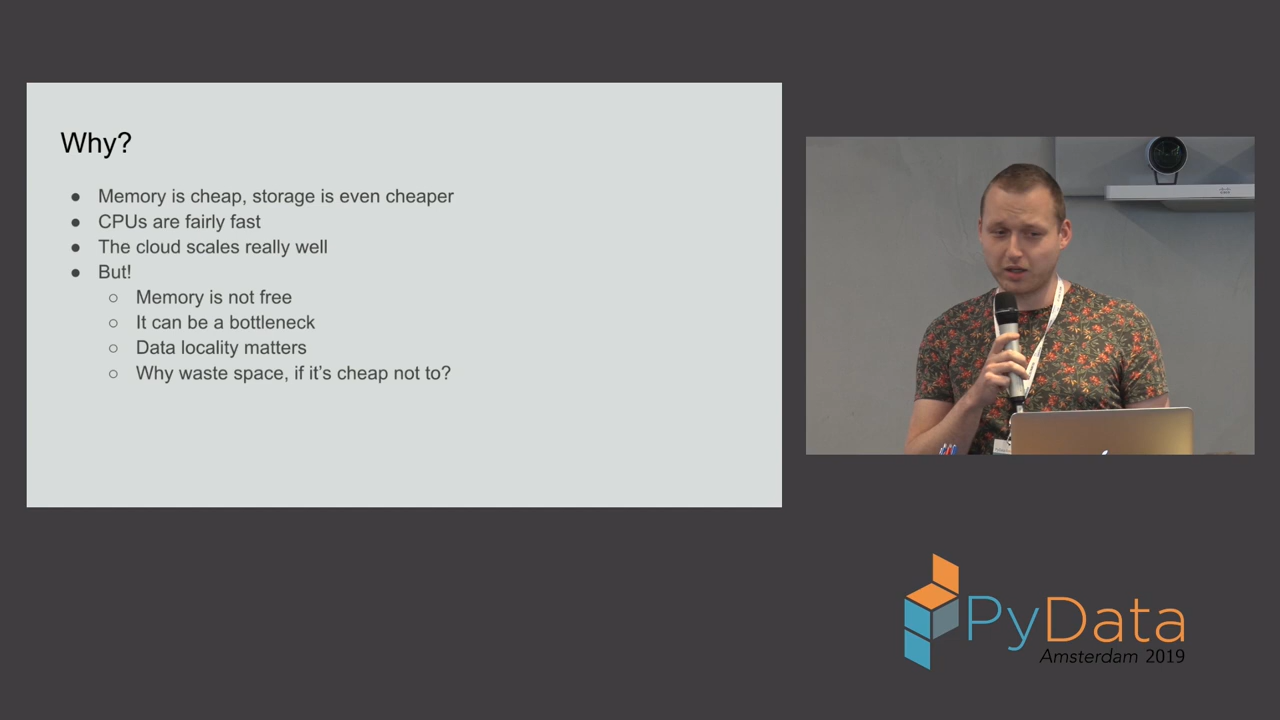 Why?
● Memory is cheap, storage is even cheaper
● CPUs are fairly fast
● The cloud scales really well
● But!
○ Memory is not free
○ It can be a bottleneck
○ Data locality matters
○ Why waste space, if it’s cheap not to?
PyData
Amsterdam 2019